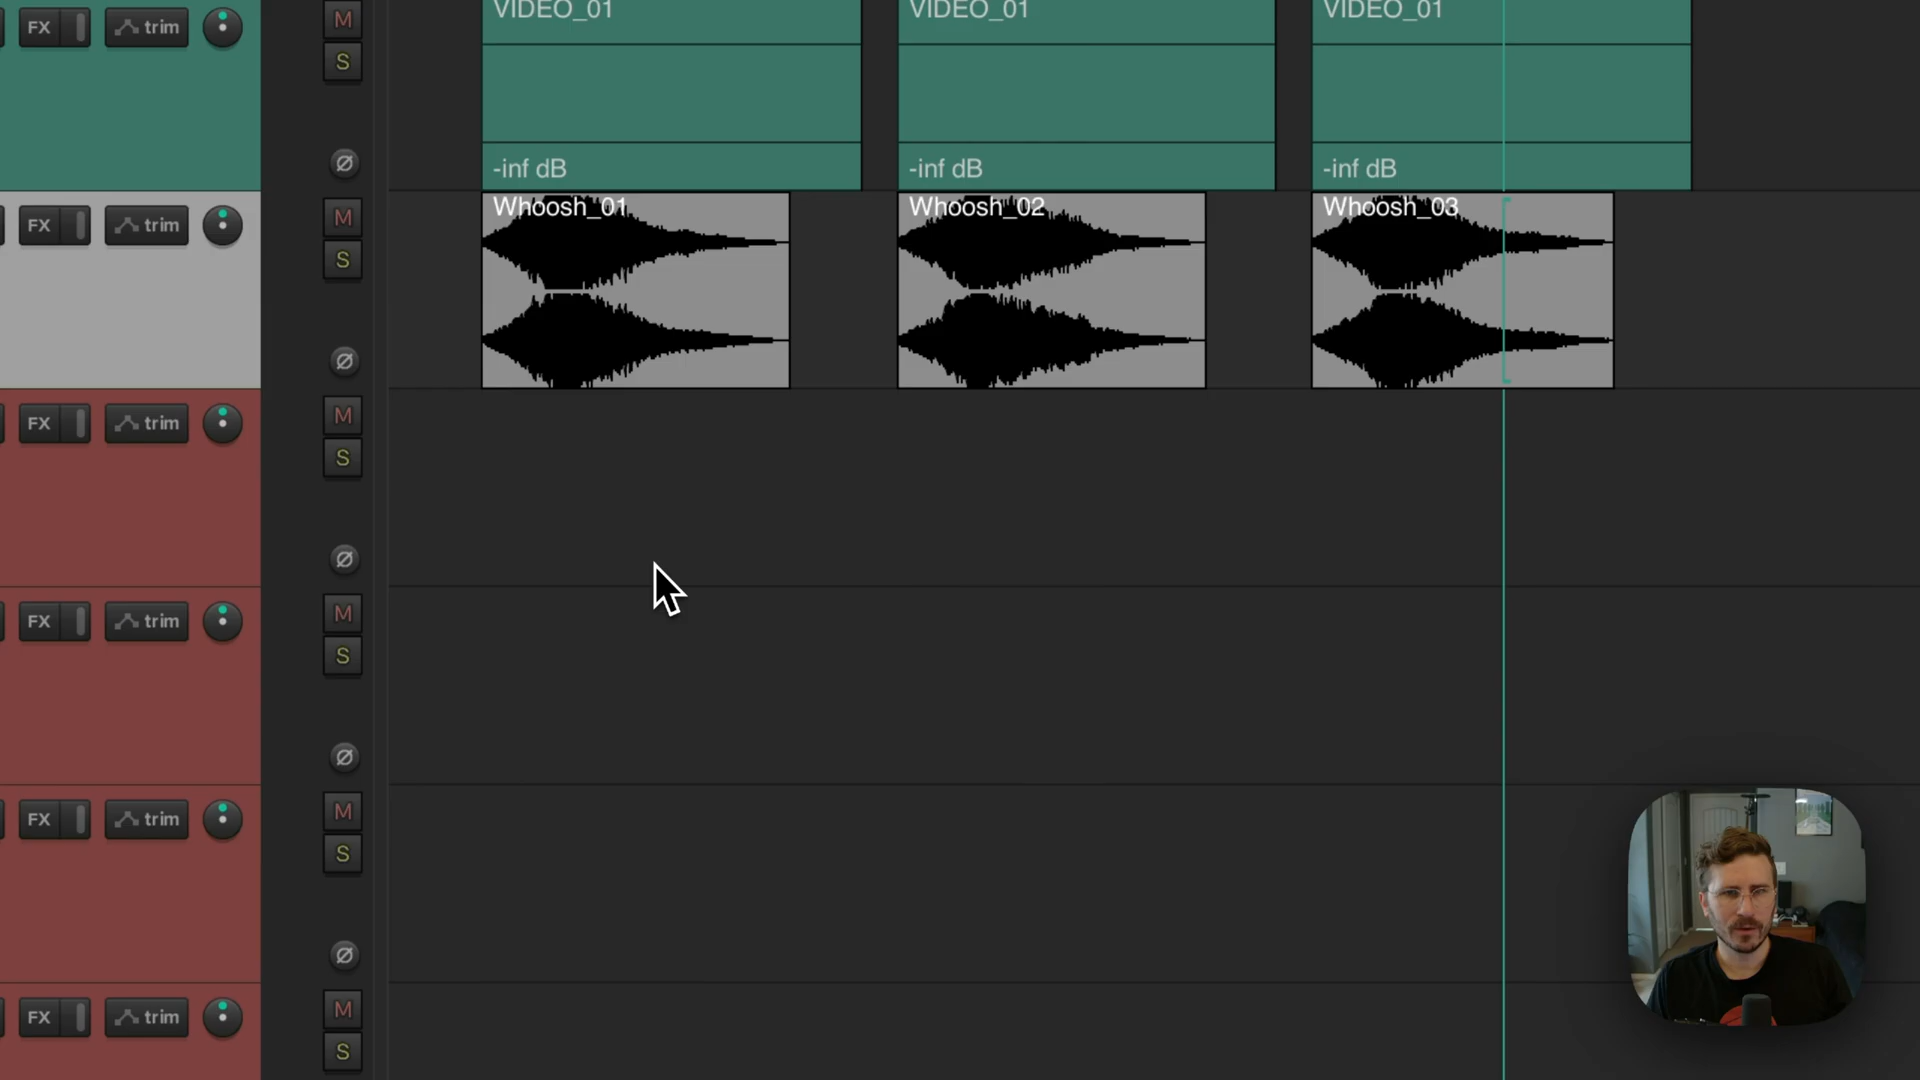 FX trim M VIDEO_01 VIDEO_01 VIDEO_01
S
-inf dB -inf dB -inf dB
Ø
FX trim M Whoosh_01 Whoosh_02 Whoosh_03
S
Ø
FX trim M
S
Ø
FX trim M
S
Ø
FX trim M
S
Ø
FX trim M
S